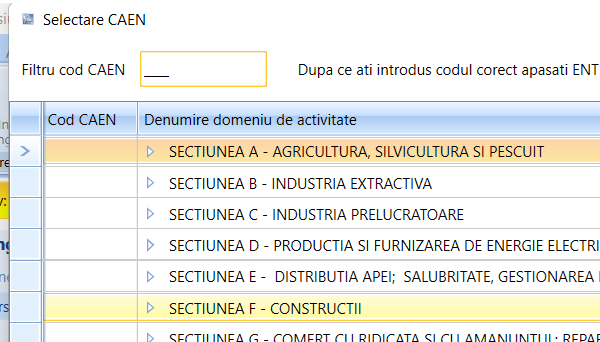 Selectare CAEN
Filtru cod CAEN ____ Dupa ce ati introdus codul corect apasati ENT
Cod CAEN Denumire domeniu de activitate
SECTIUNEA A - AGRICULTURA, SILVICULTURA SI PESCUIT
SECTIUNEA B - INDUSTRIA EXTRACTIVA
SECTIUNEA C - INDUSTRIA PRELUCRATOARE
SECTIUNEA D - PRODUCTIA SI FURNIZAREA DE ENERGIE ELECTRI
SECTIUNEA E - DISTRIBUTIA APEI; SALUBRITATE, GESTIONAREA
SECTIUNEA F - CONSTRUCTII
SECTIUNEA G - COMERT CU RIDICATA SI CU AMANUNTUL; REPAR